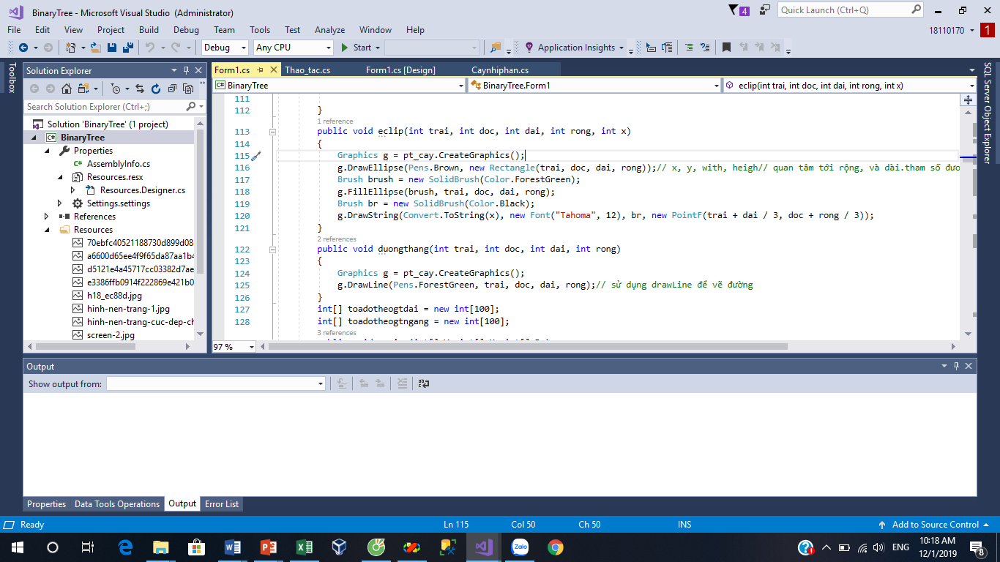 BinaryTree - Microsoft Visual Studio (Administrator)
4
Quick Launch (Ctrl+Q)
File Edit View Project Build Debug Team Tools Test Analyze Window Help
18110170
1
Debug
Any CPU
Start
Application Insights
Toolbox
Solution Explorer
Search Solution Explorer (Ctrl+;)
Solution 'BinaryTree' (1 project)
C# BinaryTree
Properties
C# AssemblyInfo.cs
Resources.resx
Resources.Designer.cs
Settings.settings
References
Resources
70ebfc40521188730d899d08
a6600d65ee4f9f65da87aa1b4
d5121e4a45717cc03382d7ae
e3386ffb0914f222869e421b0
h18_ec88d.jpg
hinh-nen-trang-1.jpg
hinh-nen-trang-cuc-dep-ch
screen-2.jpg
Form1.cs Thao_tac.cs Form1.cs [Design] Caynhiphan.cs
C# BinaryTree
BinaryTree.Form1
eclip(int trai, int doc, int dai, int rong, int x)
111
112 }
1 reference
113 public void eclip(int trai, int doc, int dai, int rong, int x)
114 {
115 Graphics g = pt_cay.CreateGraphics();
116 g.DrawEllipse(Pens.Brown, new Rectangle(trai, doc, dai, rong));// x, y, with, heigh// quan tâm tới rộng, và dài.tham số đươ
117 Brush brush = new SolidBrush(Color.ForestGreen);
118 g.FillEllipse(brush, trai, doc, dai, rong);
119 Brush br = new SolidBrush(Color.Black);
120 g.DrawString(Convert.ToString(x), new Font("Tahoma", 12), br, new PointF(trai + dai / 3, doc + rong / 3));
121 }
2 references
122 public void duongthang(int trai, int doc, int dai, int rong)
123 {
124 Graphics g = pt_cay.CreateGraphics();
125 g.DrawLine(Pens.ForestGreen, trai, doc, dai, rong);// sử dụng drawLine để vẽ đường
126 }
127 int[] toadotheogtdai = new int[100];
128 int[] toadotheogtngang = new int[100];
3 references
97 %
SQL Server Object Explorer
Output
Show output from:
Properties Data Tools Operations Output Error List
Ready
Ln 115
Col 50
Ch 50
INS
Add to Source Control
Zalo
ENG
10:18 AM
12/1/2019
8